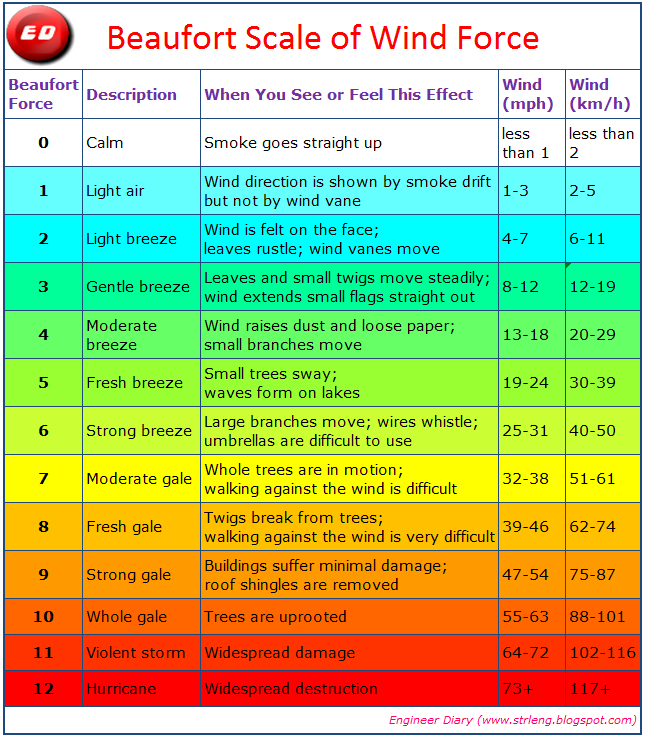 ED
Beaufort Scale of Wind Force
Beaufort Force Description When You See or Feel This Effect Wind (mph) Wind (km/h)
0 Calm Smoke goes straight up less than 1 less than 2
1 Light air Wind direction is shown by smoke drift but not by wind vane 1-3 2-5
2 Light breeze Wind is felt on the face; leaves rustle; wind vanes move 4-7 6-11
3 Gentle breeze Leaves and small twigs move steadily; wind extends small flags straight out 8-12 12-19
4 Moderate breeze Wind raises dust and loose paper; small branches move 13-18 20-29
5 Fresh breeze Small trees sway; waves form on lakes 19-24 30-39
6 Strong breeze Large branches move; wires whistle; umbrellas are difficult to use 25-31 40-50
7 Moderate gale Whole trees are in motion; walking against the wind is difficult 32-38 51-61
8 Fresh gale Twigs break from trees; walking against the wind is very difficult 39-46 62-74
9 Strong gale Buildings suffer minimal damage; roof shingles are removed 47-54 75-87
10 Whole gale Trees are uprooted 55-63 88-101
11 Violent storm Widespread damage 64-72 102-116
12 Hurricane Widespread destruction 73+ 117+
Engineer Diary (www.strleng.blogspot.com)